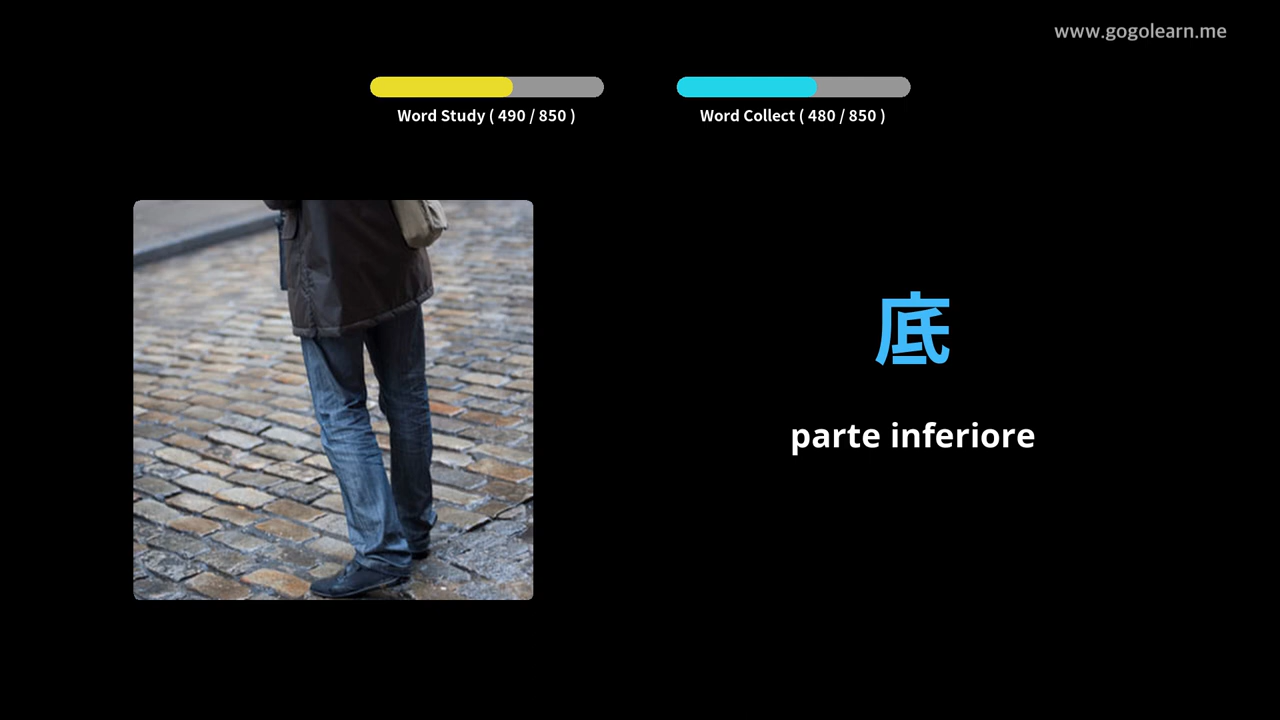 www.gogolearn.me
Word Study ( 490 / 850 )
Word Collect ( 480 / 850 )
底
parte inferiore